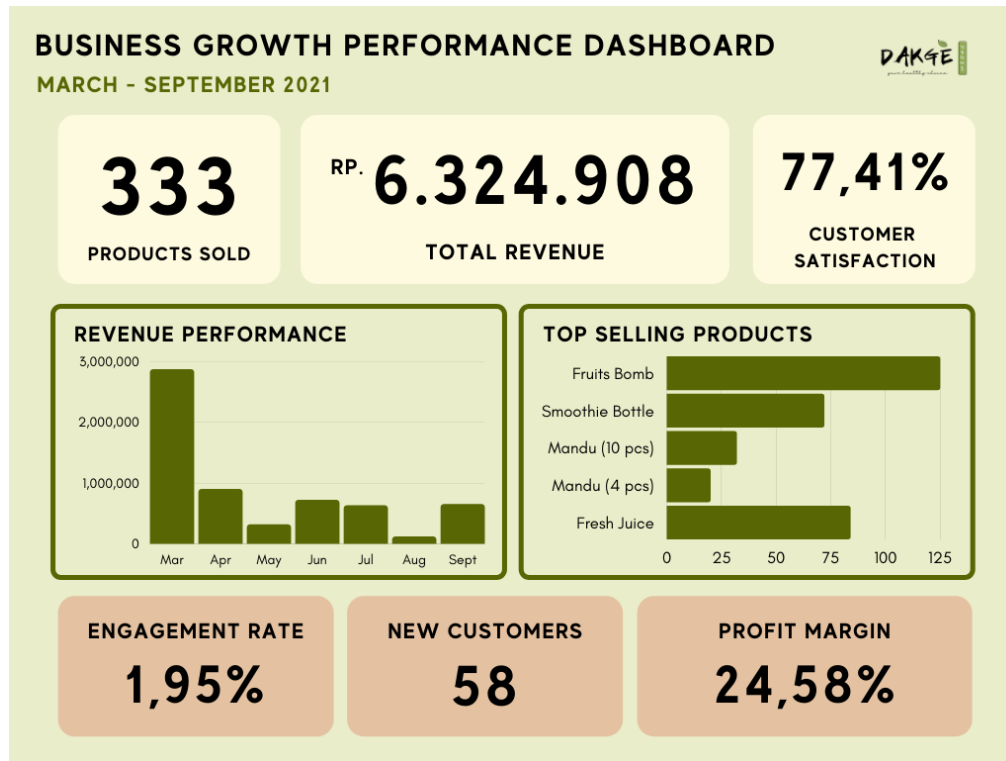 BUSINESS GROWTH PERFORMANCE DASHBOARD
MARCH - SEPTEMBER 2021
DAKGE
333
PRODUCTS SOLD
RP. 6.324.908
TOTAL REVENUE
77,41%
CUSTOMER
SATISFACTION
REVENUE PERFORMANCE
3,000,000
2,000,000
1,000,000
0
Mar Apr May Jun Jul Aug Sept
TOP SELLING PRODUCTS
Fruits Bomb
Smoothie Bottle
Mandu (10 pcs)
Mandu (4 pcs)
Fresh Juice
0 25 50 75 100 125
ENGAGEMENT RATE
1,95%
NEW CUSTOMERS
58
PROFIT MARGIN
24,58%